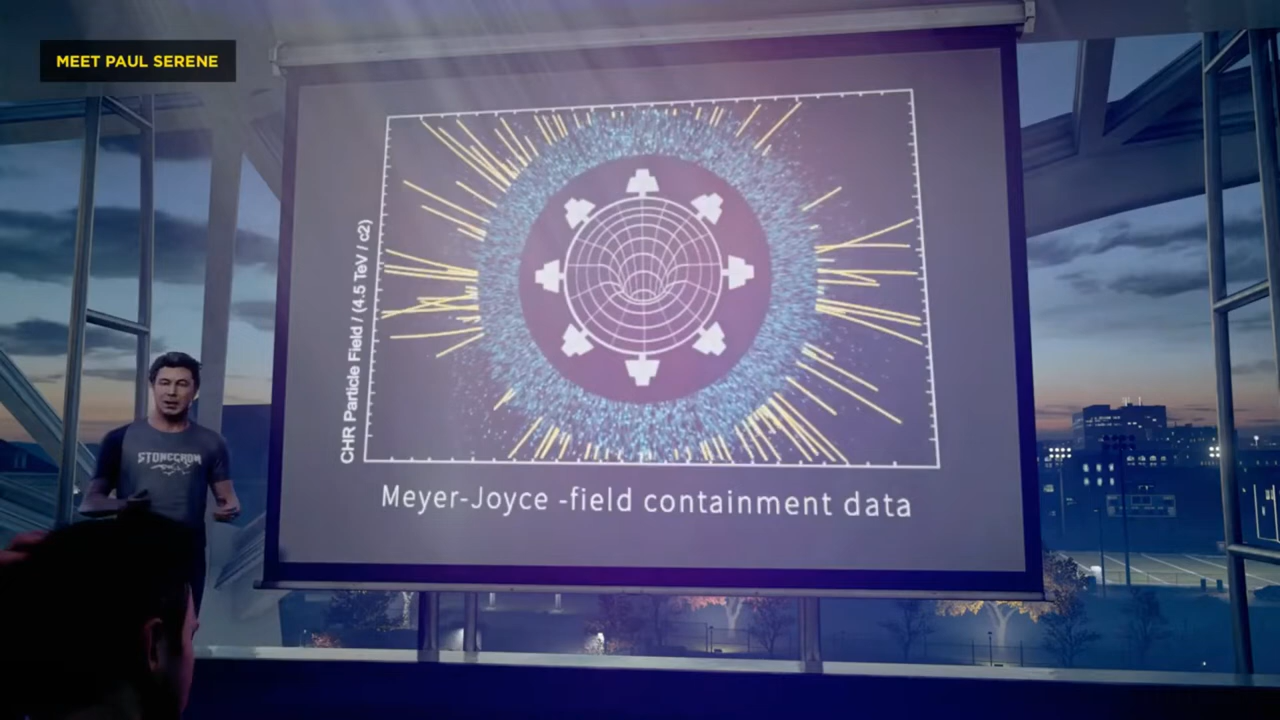 MEET PAUL SERENE
CHR Particle Field / (4.5 TeV / c2)
STONECROW
Meyer-Joyce -field containment data